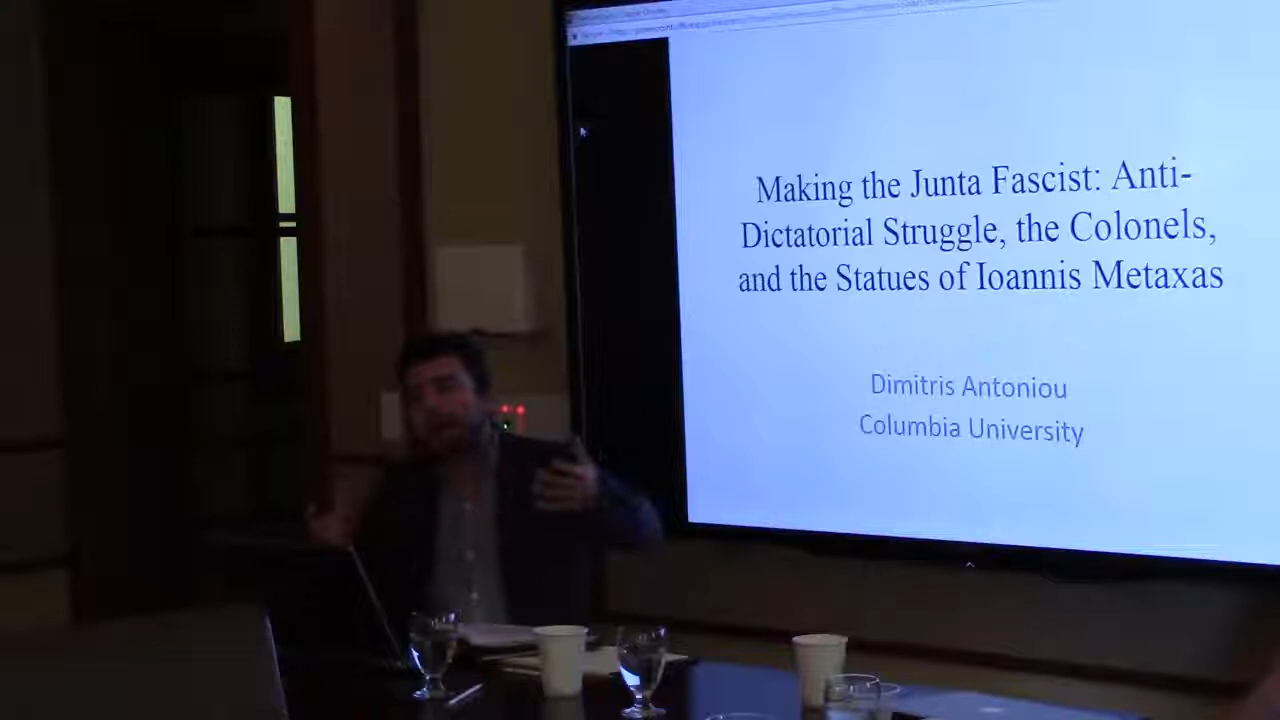 Making the Junta Fascist: Anti-
Dictatorial Struggle, the Colonels,
and the Statues of Ioannis Metaxas
Dimitris Antoniou
Columbia University